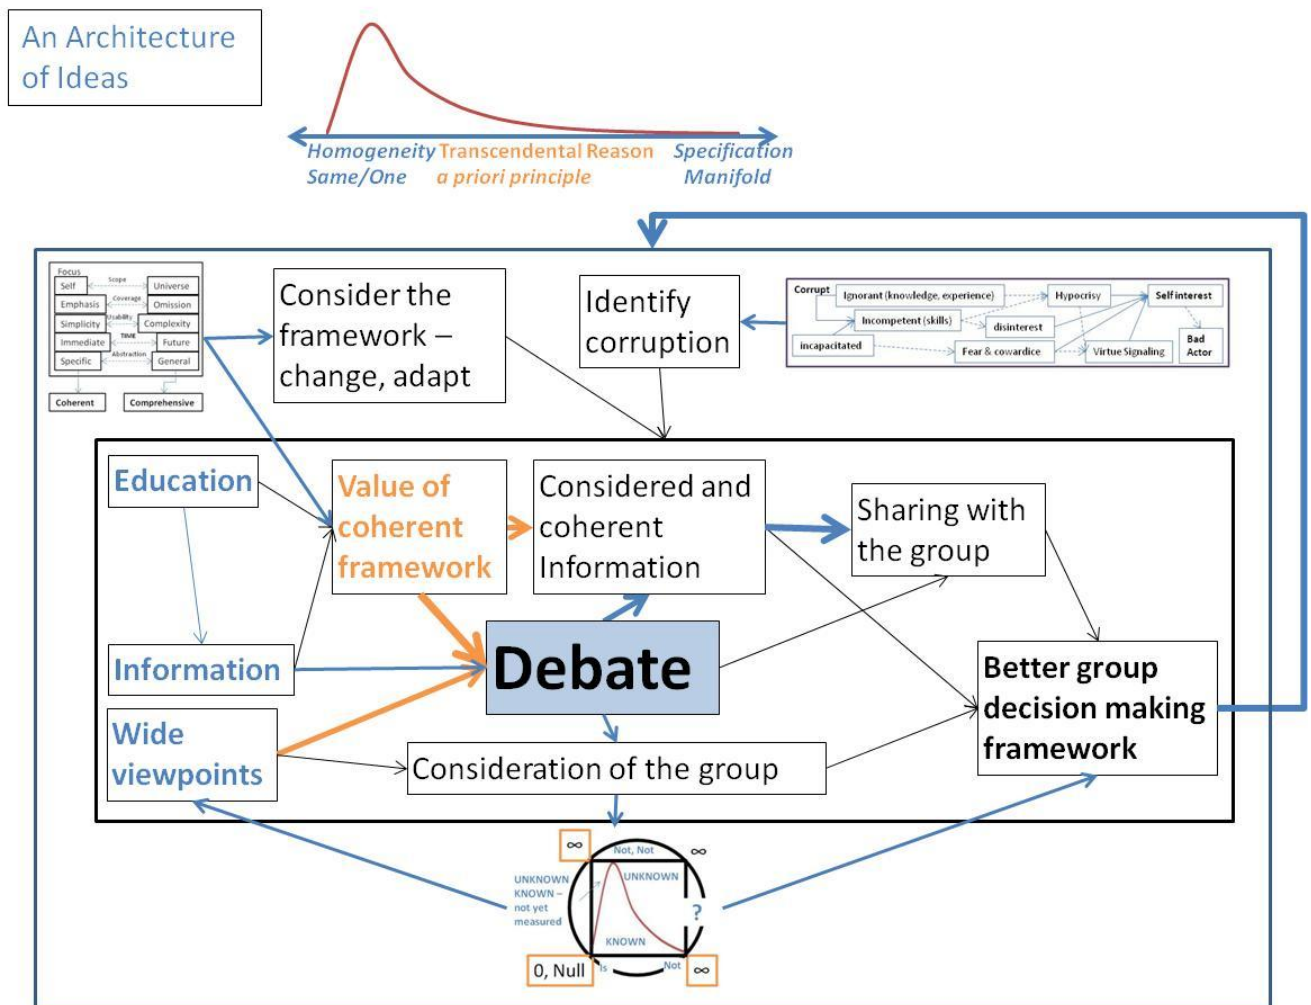 An Architecture
of Ideas
Homogeneity Transcendental Reason Specification
Same/One a priori principle Manifold
Focus
Self Scope Universe
Emphasis Coverage Omission
Simplicity Usability Complexity
Immediate TIME Future
Specific Abstraction General
Coherent Comprehensive
Consider the
framework –
change, adapt
Identify
corruption
Corrupt
Ignorant (knowledge, experience)
Hypocrisy
Self interest
Incompetent (skills)
disinterest
incapacitated
Fear & cowardice
Virtue Signaling
Bad
Actor
Education
Value of
coherent
framework
Considered and
coherent
Information
Sharing with
the group
Information
Debate
Better group
decision making
framework
Wide
viewpoints
Consideration of the group
∞
Not, Not
∞
UNKNOWN
KNOWN –
not yet
measured
UNKNOWN
?
KNOWN
0, Null
Is
Not
∞